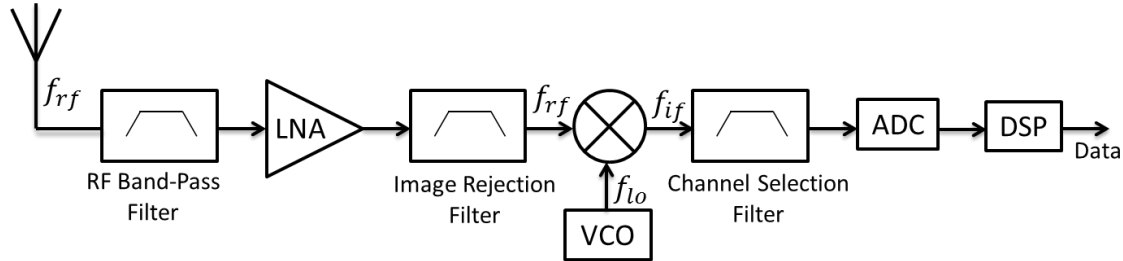 f_rf
RF Band-Pass
Filter
LNA
Image Rejection
Filter
f_rf
f_lo
VCO
f_if
Channel Selection
Filter
ADC
DSP
Data